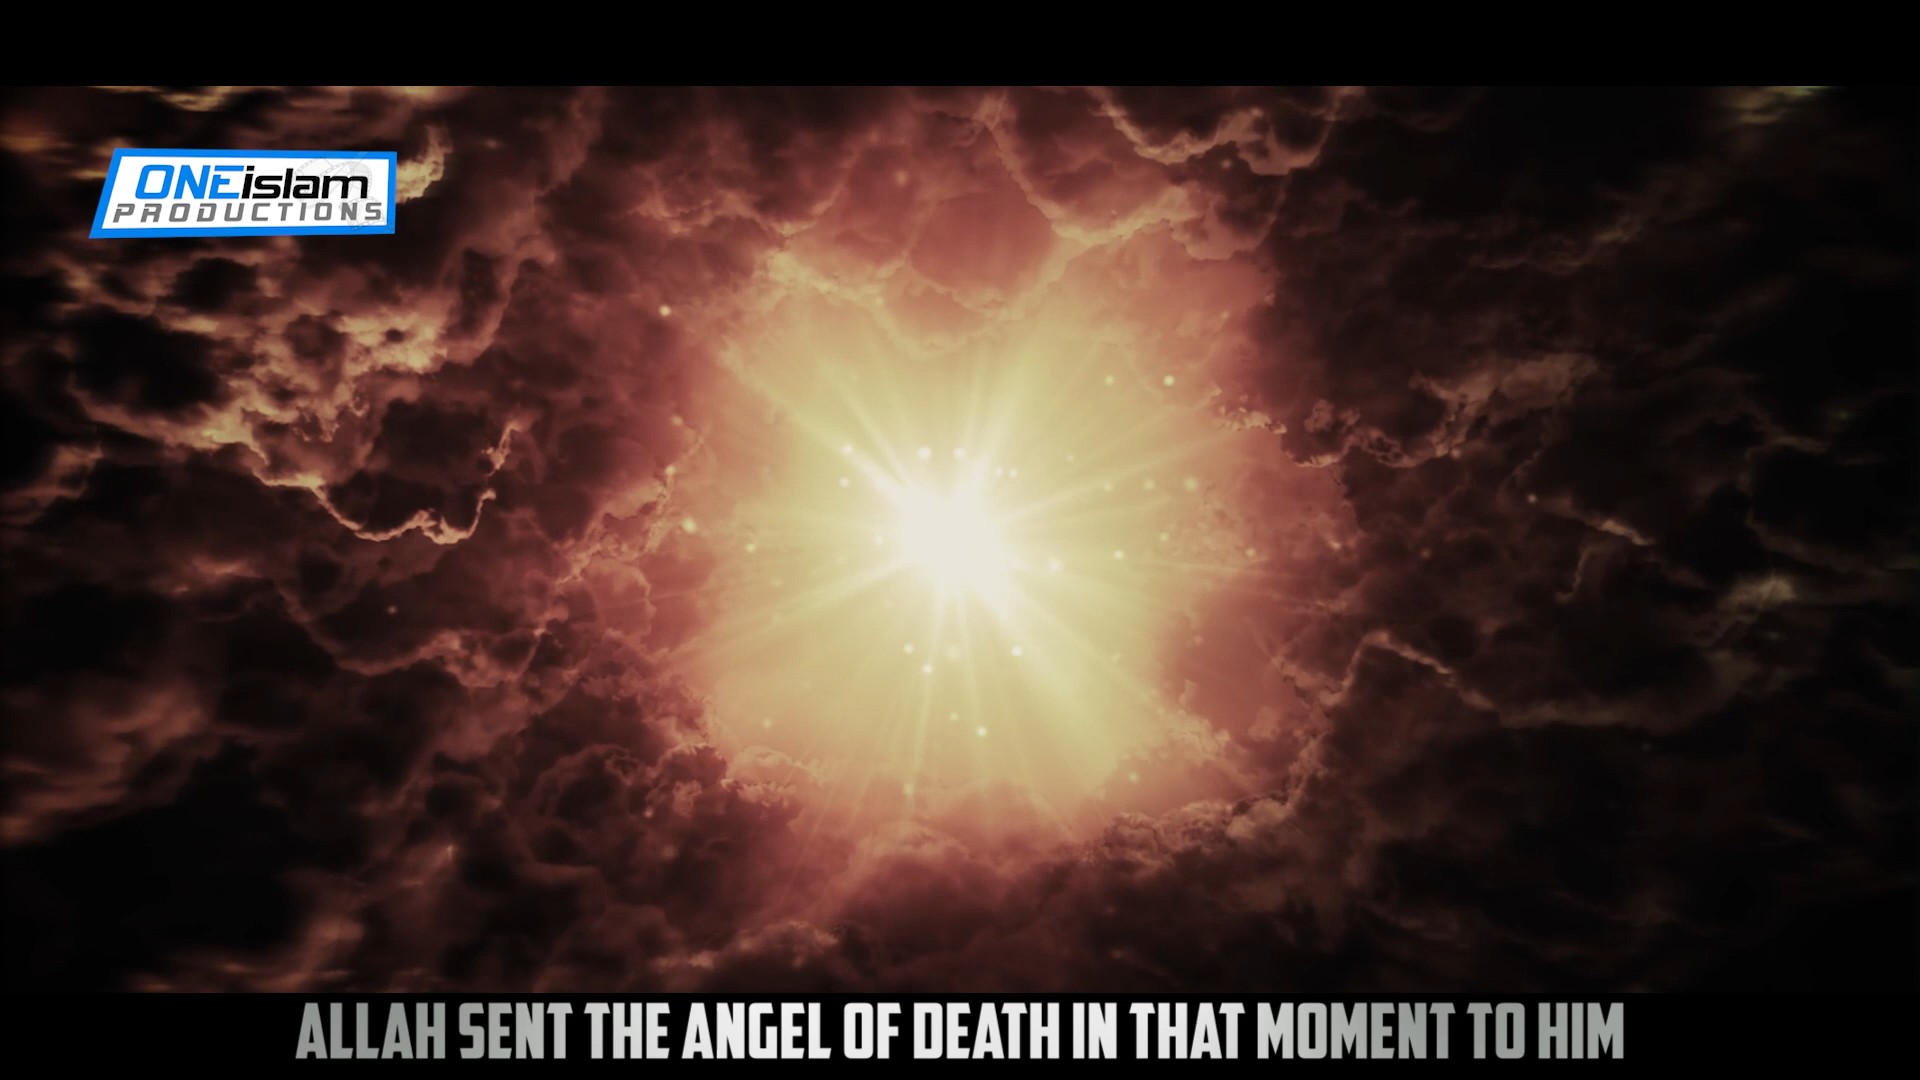 ONEislam
PRODUCTIONS
ALLAH SENT THE ANGEL OF DEATH IN THAT MOMENT TO HIM